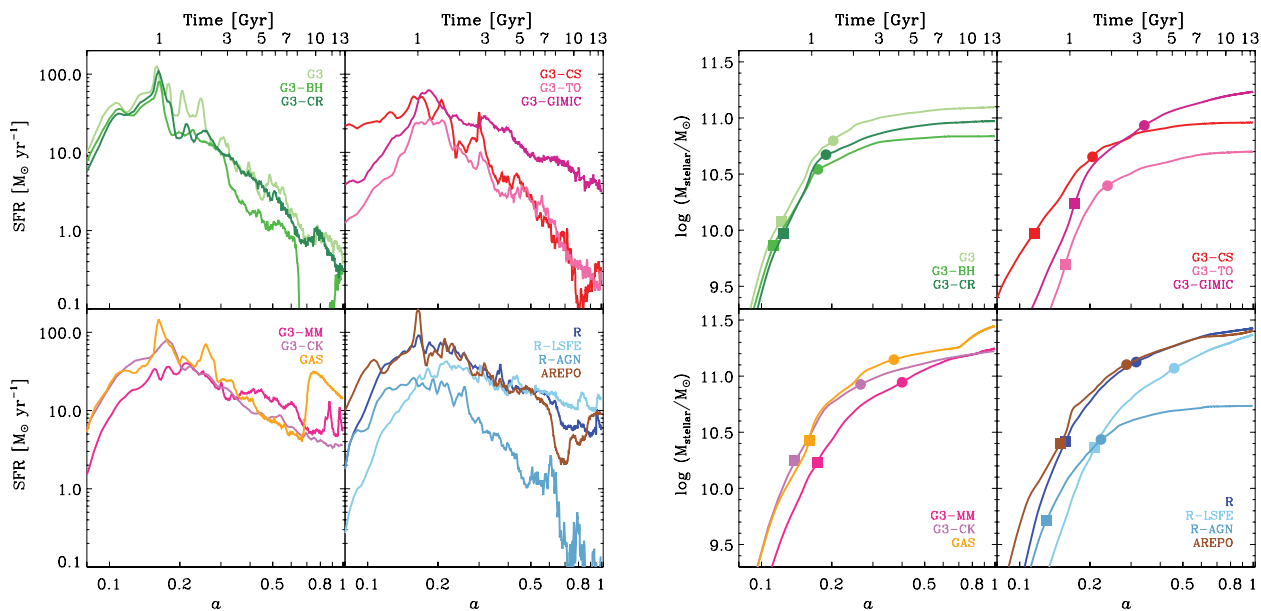 Time [Gyr]
1 3 5 7 10 13
1 3 5 7 10 13
100.0
10.0
1.0
0.1
SFR [M⊙ yr⁻¹]
G3
G3-BH
G3-CR
G3-CS
G3-TO
G3-GIMIC
100.0
10.0
1.0
0.1
SFR [M⊙ yr⁻¹]
G3-MM
G3-CK
GAS
R
R-LSFE
R-AGN
AREPO
0.1 0.2 0.5 0.8 1
0.1 0.2 0.5 0.8 1
a
a
Time [Gyr]
Time [Gyr]
1 3 5 7 10 13
1 3 5 7 10 13
11.5
11.0
10.5
10.0
9.5
log (Mstellar/M⊙)
G3
G3-BH
G3-CR
G3-CS
G3-TO
G3-GIMIC
11.5
11.0
10.5
10.0
9.5
log (Mstellar/M⊙)
G3-MM
G3-CK
GAS
R
R-LSFE
R-AGN
AREPO
0.1 0.2 0.5 0.8 1
0.1 0.2 0.5 0.8 1
a
a
Time [Gyr]